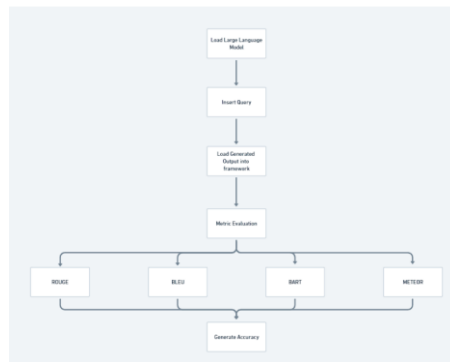 Load Large Language
Model
Insert Query
Load Generated
Output into
framework
Metric Evaluation
ROUGE
BLEU
BART
METEOR
Generate Accuracy